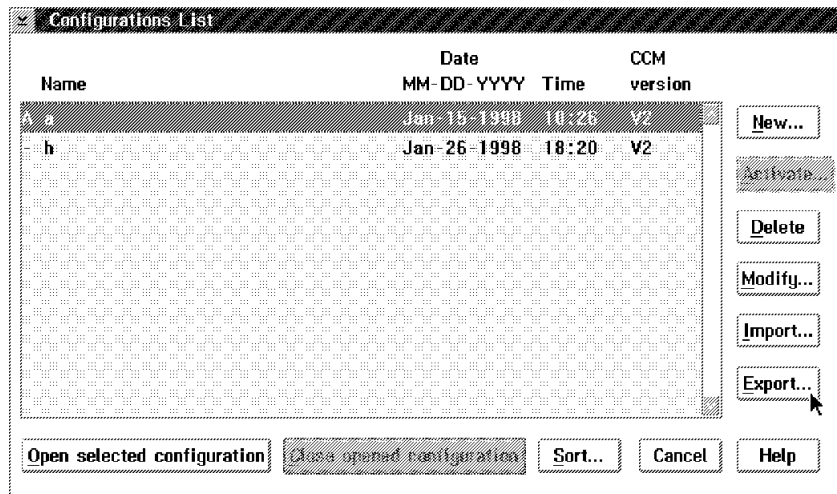 Configurations List
Date CCM
Name MM-DD-YYYY Time version
A a Jan-15-1998 10:26 V2
- h Jan-26-1998 18:20 V2
New...
Activate...
Delete
Modify...
Import...
Export...
Open selected configuration Close opened configuration Sort... Cancel Help